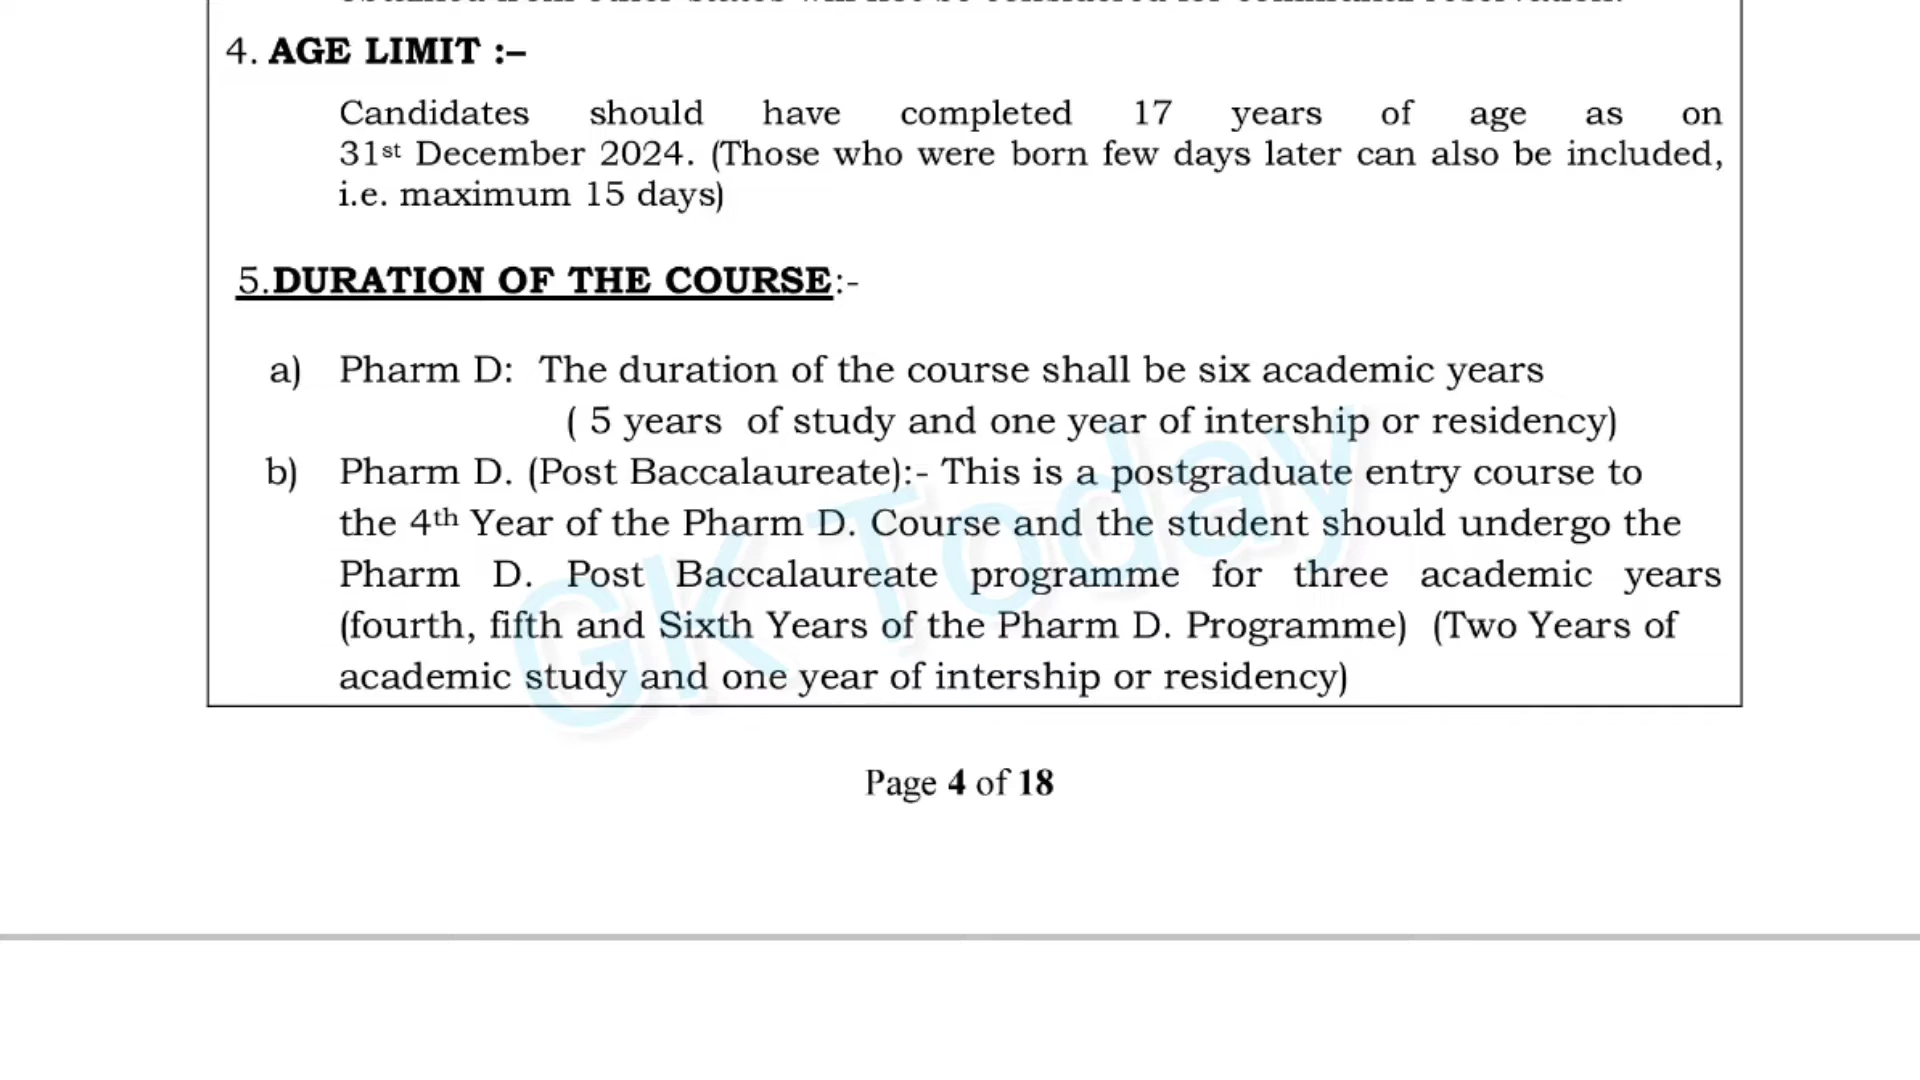 4. AGE LIMIT :–
Candidates should have completed 17 years of age as on
31st December 2024. (Those who were born few days later can also be included,
i.e. maximum 15 days)
5.DURATION OF THE COURSE:-
a) Pharm D: The duration of the course shall be six academic years
( 5 years of study and one year of intership or residency)
b) Pharm D. (Post Baccalaureate):- This is a postgraduate entry course to
the 4th Year of the Pharm D. Course and the student should undergo the
Pharm D. Post Baccalaureate programme for three academic years
(fourth, fifth and Sixth Years of the Pharm D. Programme) (Two Years of
academic study and one year of intership or residency)
GK Today
Page 4 of 18